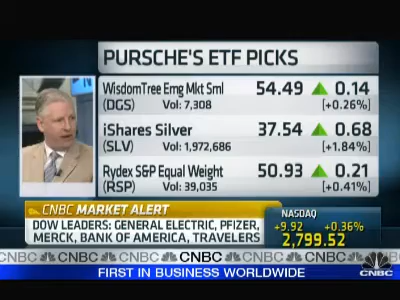 PURSCHE'S ETF PICKS
WisdomTree Emg Mkt Sml 54.49 0.14
(DGS) Vol: 7,308 [+0.26%]
iShares Silver 37.54 0.68
(SLV) Vol: 1,972,686 [+1.84%]
Rydex S&P Equal Weight 50.93 0.21
(RSP) Vol: 39,035 [+0.41%]
CNBC MARKET ALERT
DOW LEADERS: GENERAL ELECTRIC, PFIZER,
MERCK, BANK OF AMERICA, TRAVELERS
NASDAQ
+9.92 +0.36%
2,799.52
CNBC CNBC CNBC CNBC CNBC CNBC
FIRST IN BUSINESS WORLDWIDE
CNBC